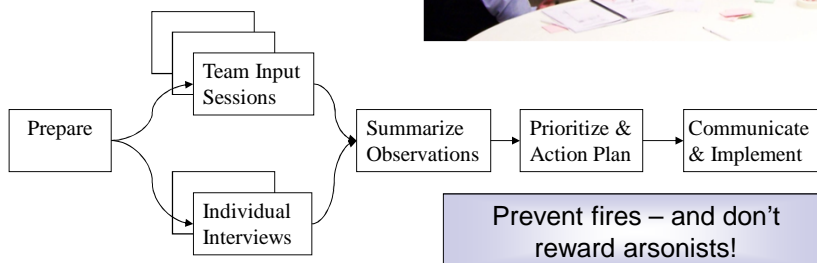 Team Input
Sessions
Prepare
Summarize
Observations
Prioritize &
Action Plan
Communicate
& Implement
Individual
Interviews
Prevent fires – and don't
reward arsonists!